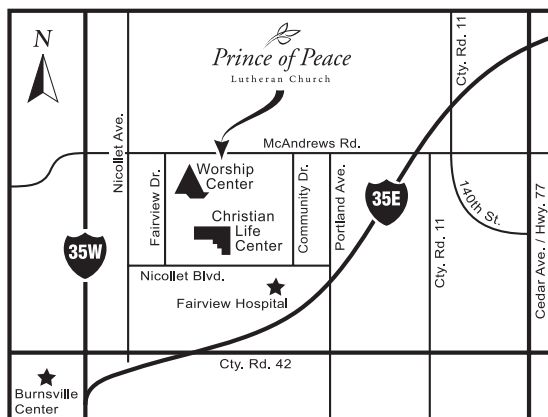 N
Prince of Peace
Lutheran Church
Cty. Rd. 11
Nicollet Ave.
McAndrews Rd.
Fairview Dr.
Worship
Center
Christian
Life
Center
Community Dr.
Portland Ave.
35E
Cty. Rd. 11
140th St.
Cedar Ave. / Hwy. 77
35W
Nicollet Blvd.
Fairview Hospital
Cty. Rd. 42
Burnsville
Center